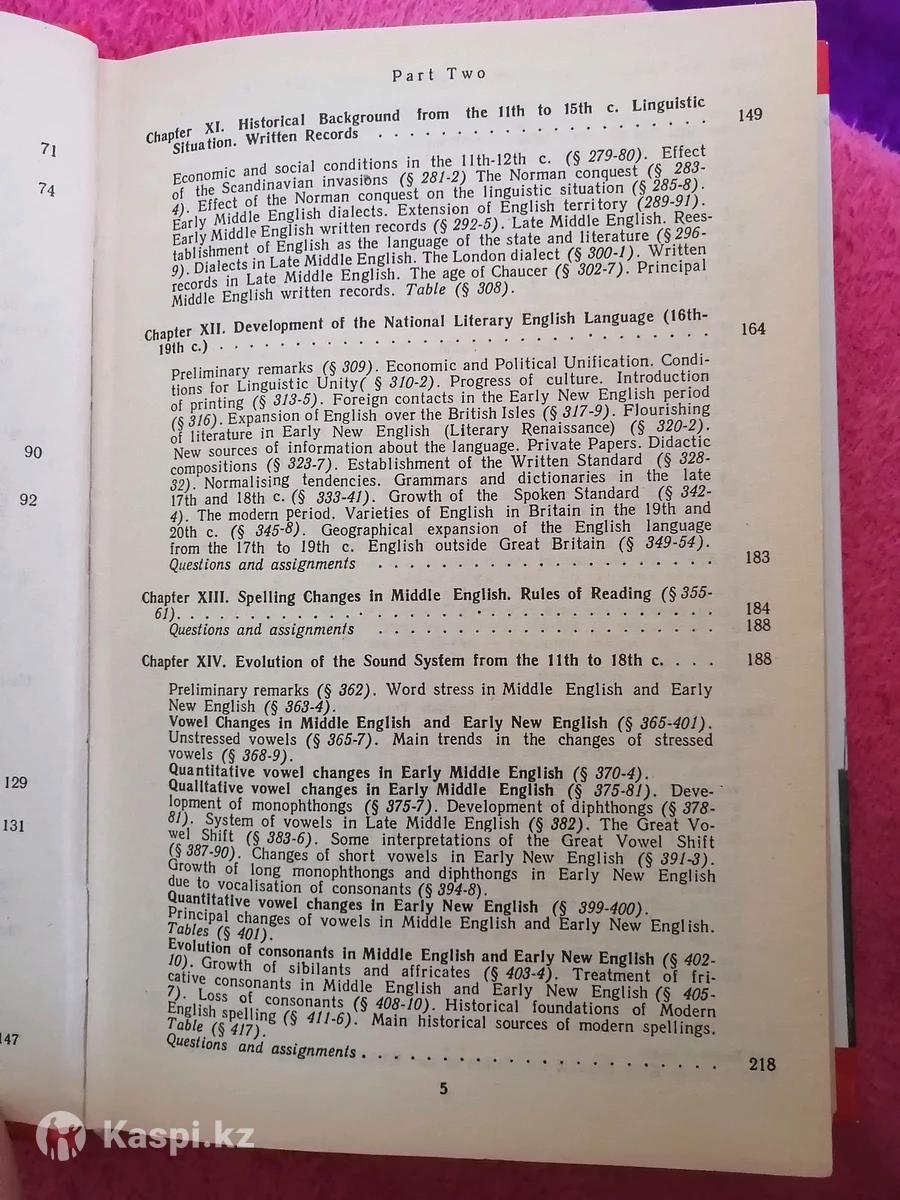 71
74
90
92
129
131
147
Part Two
Chapter XI. Historical Background from the 11th to 15th c. Linguistic
Situation. Written Records . . . . . . . . . . . . . . . . . . . . . 149
Economic and social conditions in the 11th-12th c. (§ 279-80). Effect
of the Scandinavian invasions (§ 281-2) The Norman conquest (§ 283-
4). Effect of the Norman conquest on the linguistic situation (§ 285-8).
Early Middle English dialects. Extension of English territory (289-91).
Early Middle English written records (§ 292-5). Late Middle English. Rees-
tablishment of English as the language of the state and literature (§ 296-
9). Dialects in Late Middle English. The London dialect (§ 300-1). Written
records in Late Middle English. The age of Chaucer (§ 302-7). Principal
Middle English written records. Table (§ 308).
Chapter XII. Development of the National Literary English Language (16th-
19th c.) . . . . . . . . . . . . . . . . . . . . . . . . . . . . . . . 164
Preliminary remarks (§ 309). Economic and Political Unification. Condi-
tions for Linguistic Unity( § 310-2). Progress of culture. Introduction
of printing (§ 313-5). Foreign contacts in the Early New English period
(§ 316). Expansion of English over the British Isles (§ 317-9). Flourishing
of literature in Early New English (Literary Renaissance) (§ 320-2).
New sources of information about the language. Private Papers. Didactic
compositions (§ 323-7). Establishment of the Written Standard (§ 328-
32). Normalising tendencies. Grammars and dictionaries in the late
17th and 18th c. (§ 333-41). Growth of the Spoken Standard (§ 342-
4). The modern period. Varieties of English in Britain in the 19th and
20th c. (§ 345-8). Geographical expansion of the English language
from the 17th to 19th c. English outside Great Britain (§ 349-54).
Questions and assignments . . . . . . . . . . . . . . . . . . . . . 183
Chapter XIII. Spelling Changes in Middle English. Rules of Reading (§ 355-
61). . . . . . . . . . . . . . . . . . . . . . . . . . . . . . . . . . 184
Questions and assignments . . . . . . . . . . . . . . . . . . . . . 188
Chapter XIV. Evolution of the Sound System from the 11th to 18th c. . . . . 188
Preliminary remarks (§ 362). Word stress in Middle English and Early
New English (§ 363-4).
Vowel Changes in Middle English and Early New English (§ 365-401).
Unstressed vowels (§ 365-7). Main trends in the changes of stressed
vowels (§ 368-9).
Quantitative vowel changes in Early Middle English (§ 370-4).
Qualitative vowel changes in Early Middle English (§ 375-81). Deve-
lopment of monophthongs (§ 375-7). Development of diphthongs (§ 378-
81). System of vowels in Late Middle English (§ 382). The Great Vo-
wel Shift (§ 383-6). Some interpretations of the Great Vowel Shift
(§ 387-90). Changes of short vowels in Early New English (§ 391-3).
Growth of long monophthongs and diphthongs in Early New English
due to vocalisation of consonants (§ 394-8).
Quantitative vowel changes in Early New English (§ 399-400).
Principal changes of vowels in Middle English and Early New English.
Tables (§ 401).
Evolution of consonants in Middle English and Early New English (§ 402-
10). Growth of sibilants and affricates (§ 403-4). Treatment of fri-
cative consonants in Middle English and Early New English (§ 405-
7). Loss of consonants (§ 408-10). Historical foundations of Modern
English spelling (§ 411-6). Main historical sources of modern spellings.
Table (§ 417).
Questions and assignments . . . . . . . . . . . . . . . . . . . . . 218
5
Kaspi.kz